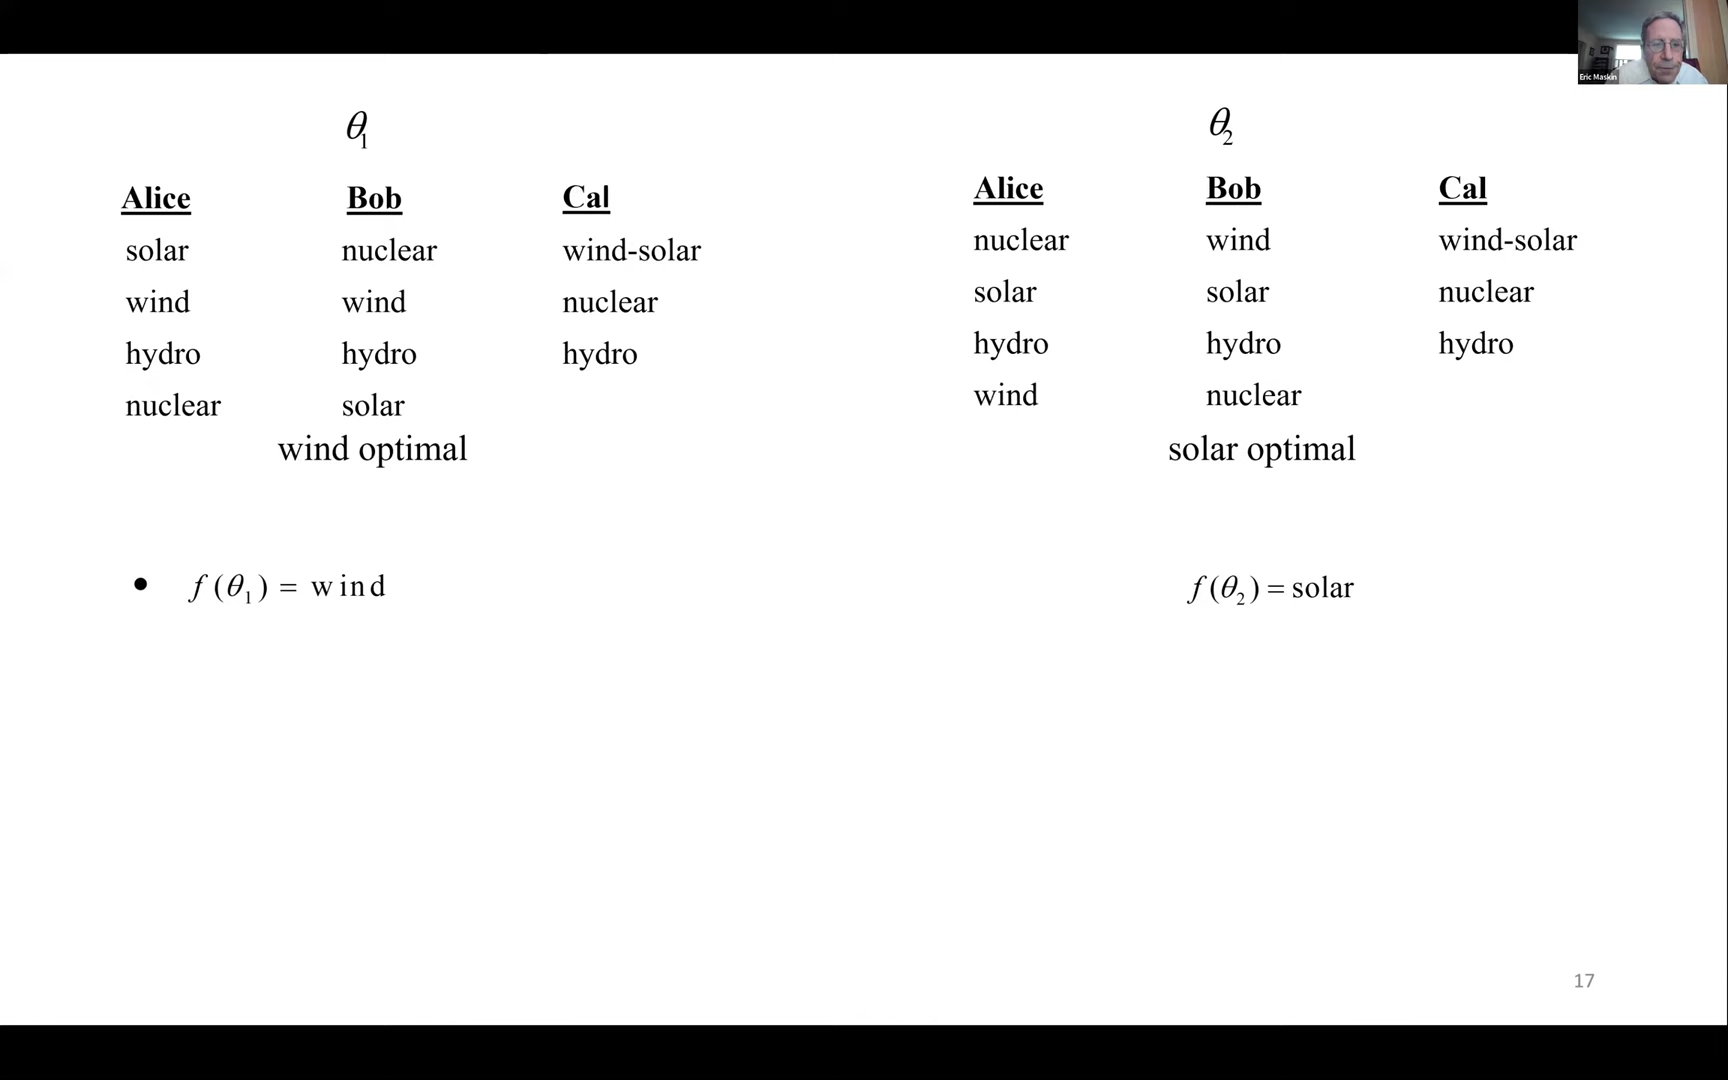 Eric Maskin
θ₁
Alice Bob Cal
solar nuclear wind-solar
wind wind nuclear
hydro hydro hydro
nuclear solar
wind optimal
• f(θ₁) = wind
θ₂
Alice Bob Cal
nuclear wind wind-solar
solar solar nuclear
hydro hydro hydro
wind nuclear
solar optimal
f(θ₂) = solar
17